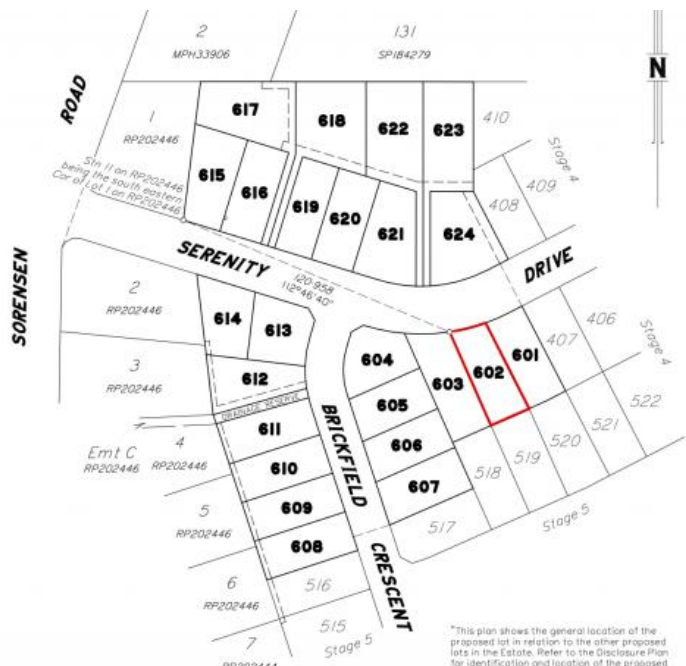 2
MPH33906
131
SP184279
N
ROAD
1
RP202446
617
618
622
623
410
Stage 4
409
408
Stn II on RP202446
being the south eastern
Cor of Lot 1 on RP202446
615
616
619
620
621
624
SERENITY
DRIVE
120·958
112°46'40"
SORENSEN
2
RP202446
614
613
604
603
602
601
407
406
Stage 4
3
RP202446
612
605
DRAINAGE RESERVE
BRICKFIELD
606
522
521
520
519
518
Emt C
RP202446
4
RP202446
611
610
607
517
Stage 5
5
RP202446
609
608
CRESCENT
6
RP202446
516
515
Stage 5
7
"This plan shows the general location of the
proposed lot in relation to the other proposed
lots in the Estate. Refer to the Disclosure Plan
for identification and location of the proposed